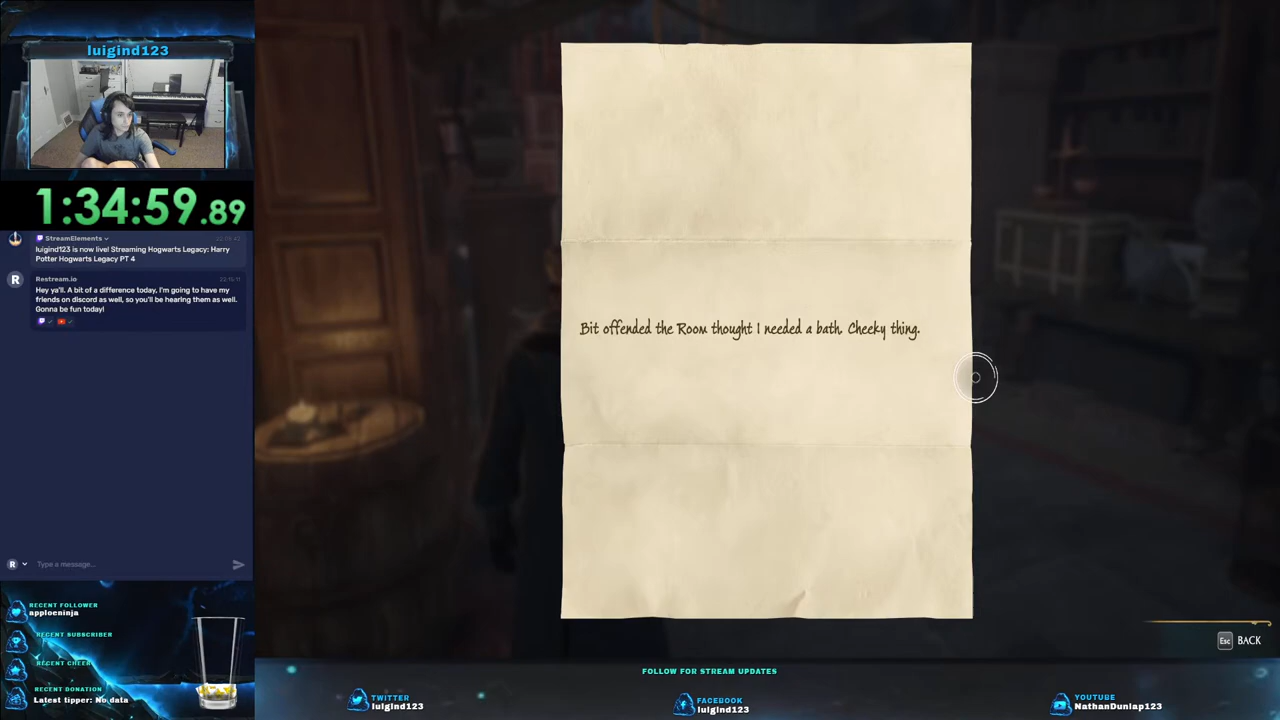 luigind123
1:34:59.89
StreamElements
luigind123 is now live! Streaming Hogwarts Legacy: Harry
Potter Hogwarts Legacy PT 4
R
Restream.io
Hey ya'll. A bit of a difference today, I'm going to have my
friends on discord as well, so you'll be hearing them as well.
Gonna be fun today!
Bit offended the Room thought I needed a bath. Cheeky thing.
R
Type a message...
RECENT FOLLOWER
apploeninja
RECENT SUBSCRIBER
RECENT CHEER
RECENT DONATION
Latest tipper: No data
Esc BACK
FOLLOW FOR STREAM UPDATES
TWITTER
luigind123
FACEBOOK
luigind123
YOUTUBE
NathanDunlap123